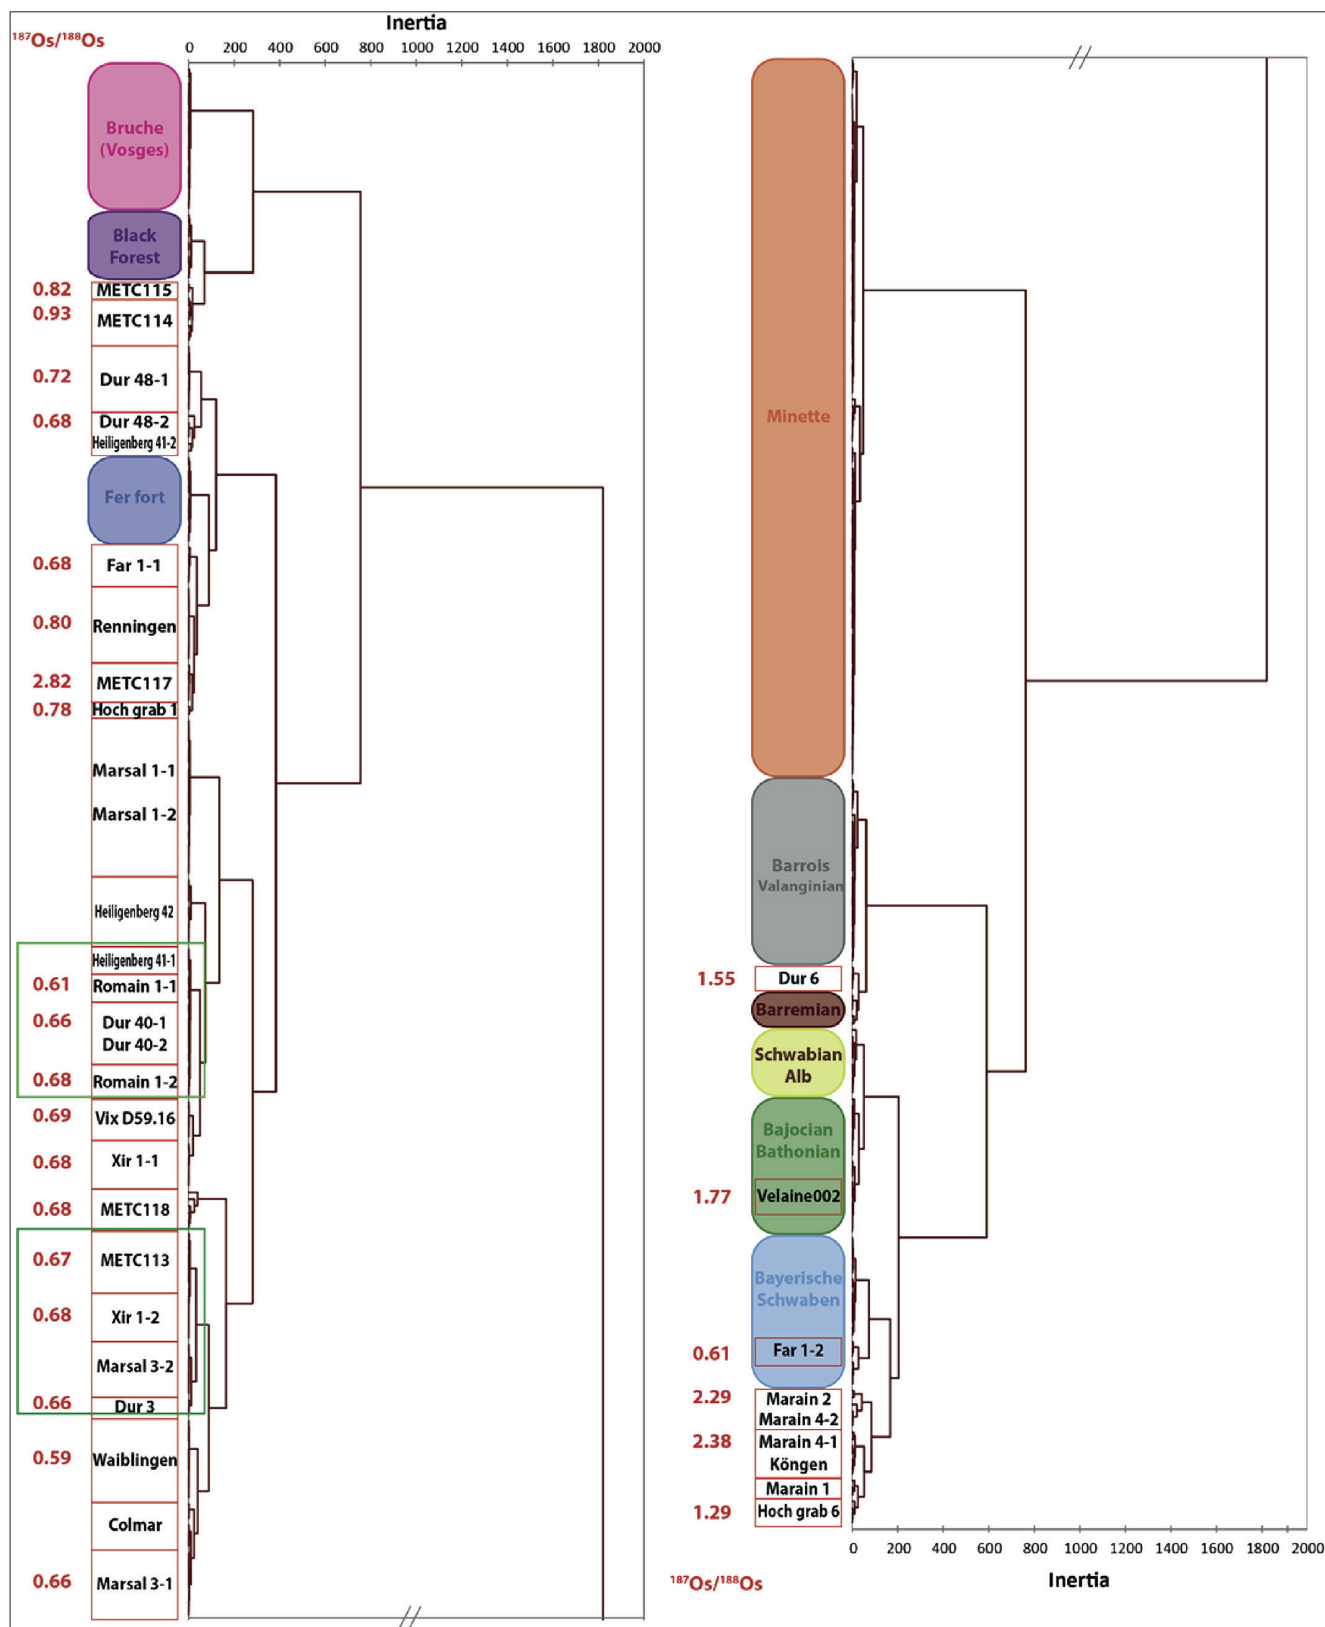 Inertia
¹⁸⁷Os/¹⁸⁸Os
0 200 400 600 800 1000 1200 1400 1600 1800 2000
Bruche
(Vosges)
Black
Forest
0.82 METC115
0.93 METC114
0.72 Dur 48-1
0.68 Dur 48-2
Heiligenberg 41-2
Fer fort
0.68 Far 1-1
0.80 Renningen
2.82 METC117
0.78 Hoch grab 1
Marsal 1-1
Marsal 1-2
Heiligenberg 42
Heiligenberg 41-1
0.61 Romain 1-1
0.66 Dur 40-1
Dur 40-2
0.68 Romain 1-2
0.69 Vix D59.16
0.68 Xir 1-1
0.68 METC118
0.67 METC113
0.68 Xir 1-2
Marsal 3-2
0.66 Dur 3
0.59 Waiblingen
Colmar
0.66 Marsal 3-1
Minette
Barrois
Valanginian
1.55 Dur 6
Barremian
Schwabian
Alb
Bajocian
Bathonian
1.77 Velaine002
Bayerische
Schwaben
0.61 Far 1-2
2.29 Marain 2
Marain 4-2
2.38 Marain 4-1
Köngen
Marain 1
1.29 Hoch grab 6
0 200 400 600 800 1000 1200 1400 1600 1800 2000
¹⁸⁷Os/¹⁸⁸Os
Inertia